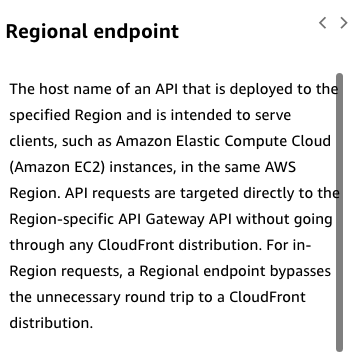 Regional endpoint
The host name of an API that is deployed to the
specified Region and is intended to serve
clients, such as Amazon Elastic Compute Cloud
(Amazon EC2) instances, in the same AWS
Region. API requests are targeted directly to the
Region-specific API Gateway API without going
through any CloudFront distribution. For in-
Region requests, a Regional endpoint bypasses
the unnecessary round trip to a CloudFront
distribution.